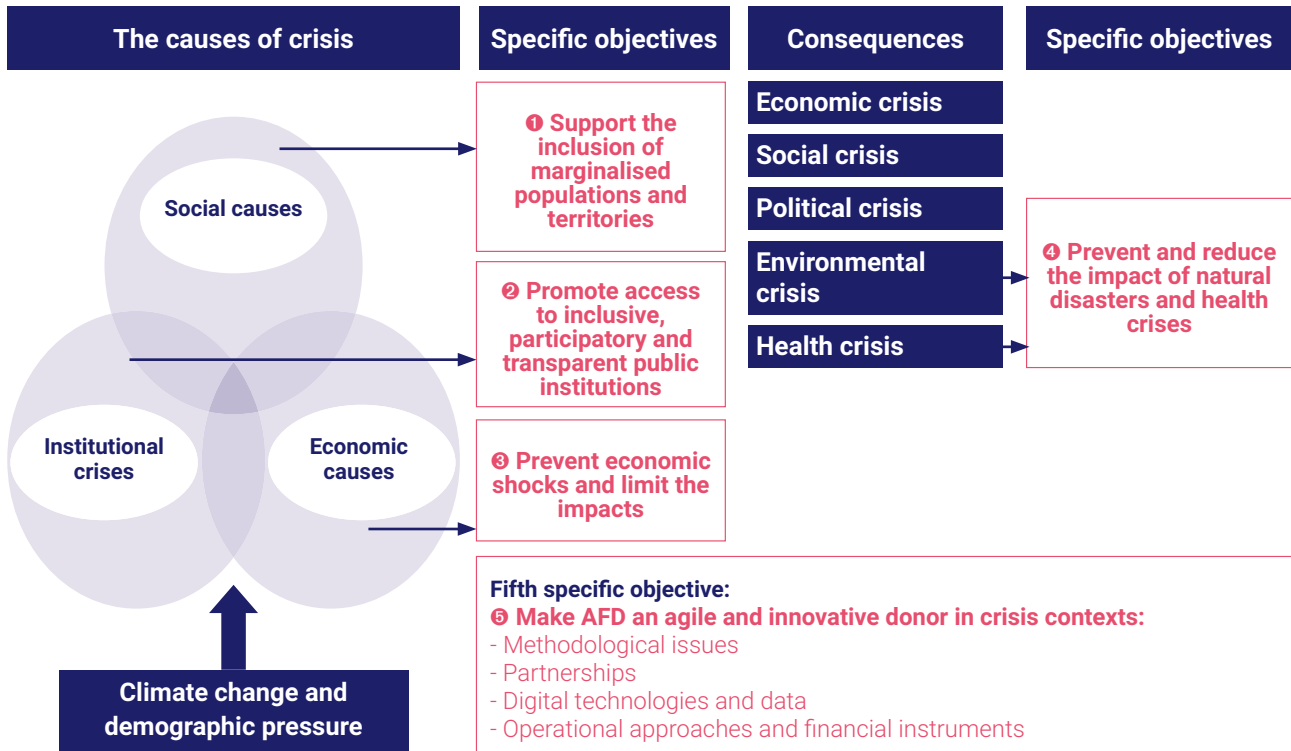 The causes of crisis
Specific objectives
Consequences
Specific objectives
Social causes
Institutional
crises
Economic
causes
Climate change and
demographic pressure
❶ Support the
inclusion of
marginalised
populations and
territories
❷ Promote access
to inclusive,
participatory and
transparent public
institutions
❸ Prevent economic
shocks and limit the
impacts
Economic crisis
Social crisis
Political crisis
Environmental
crisis
Health crisis
❹ Prevent and reduce
the impact of natural
disasters and health
crises
Fifth specific objective:
❺ Make AFD an agile and innovative donor in crisis contexts:
- Methodological issues
- Partnerships
- Digital technologies and data
- Operational approaches and financial instruments